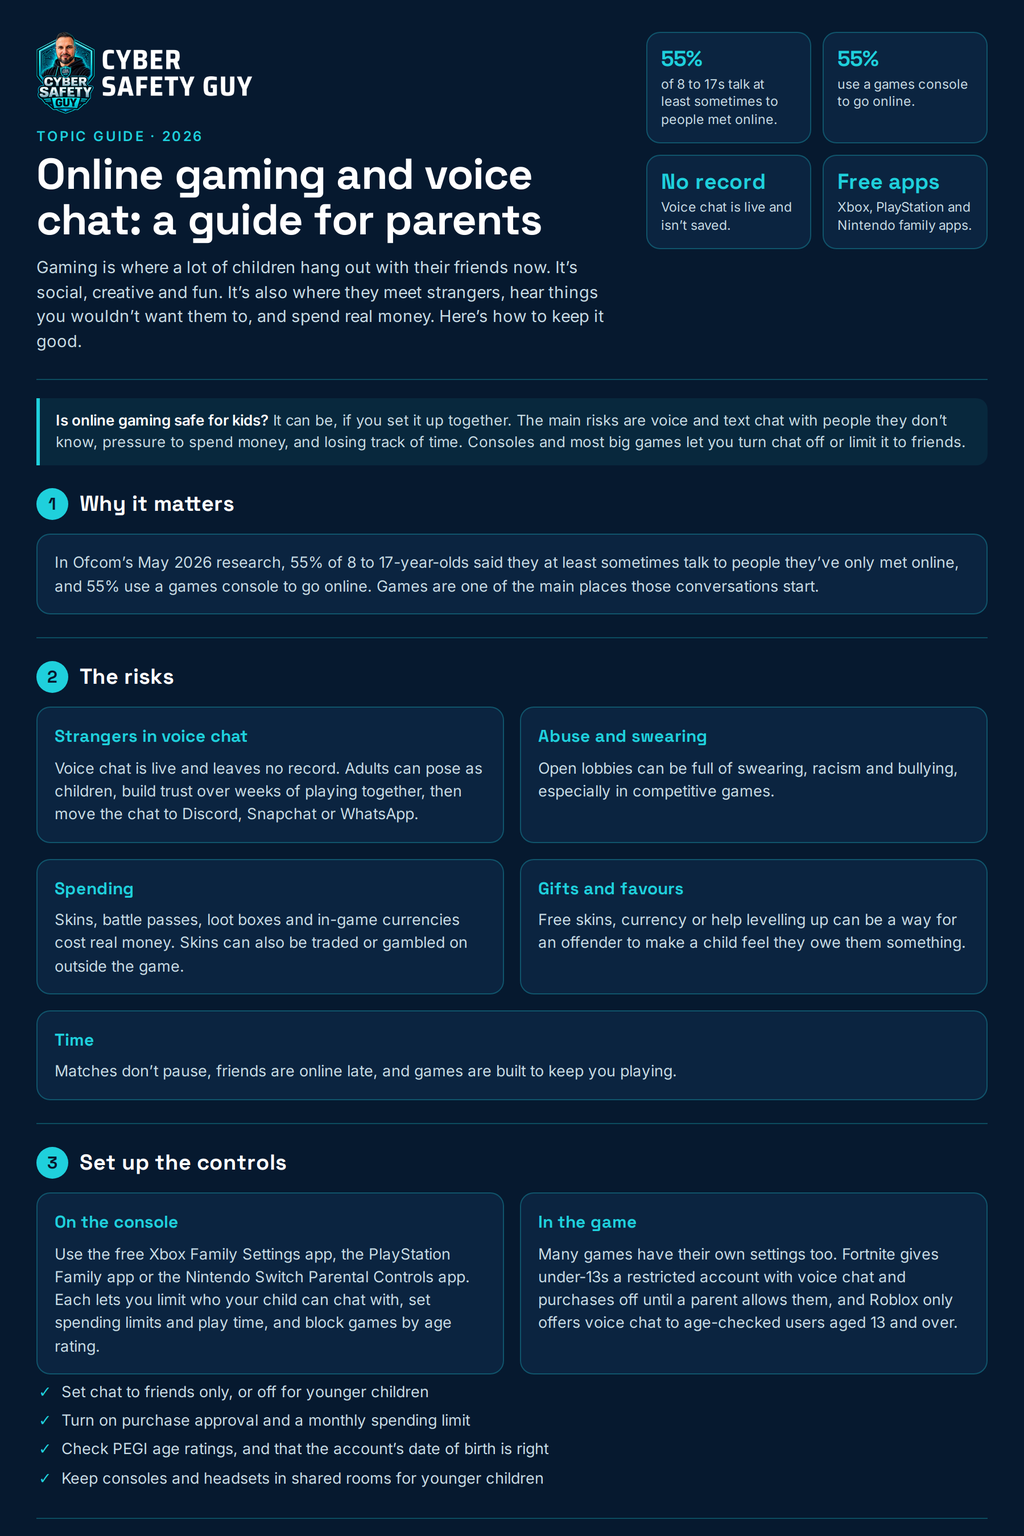 CYBER
SAFETY
GUY
CYBER
SAFETY GUY
TOPIC GUIDE · 2026
Online gaming and voice
chat: a guide for parents
Gaming is where a lot of children hang out with their friends now. It’s
social, creative and fun. It’s also where they meet strangers, hear things
you wouldn’t want them to, and spend real money. Here’s how to keep it
good.
55%
of 8 to 17s talk at
least sometimes to
people met online.
55%
use a games console
to go online.
No record
Voice chat is live and
isn’t saved.
Free apps
Xbox, PlayStation and
Nintendo family apps.
Is online gaming safe for kids? It can be, if you set it up together. The main risks are voice and text chat with people they don’t
know, pressure to spend money, and losing track of time. Consoles and most big games let you turn chat off or limit it to friends.
1 Why it matters
In Ofcom’s May 2026 research, 55% of 8 to 17-year-olds said they at least sometimes talk to people they’ve only met online,
and 55% use a games console to go online. Games are one of the main places those conversations start.
2 The risks
Strangers in voice chat
Voice chat is live and leaves no record. Adults can pose as
children, build trust over weeks of playing together, then
move the chat to Discord, Snapchat or WhatsApp.
Abuse and swearing
Open lobbies can be full of swearing, racism and bullying,
especially in competitive games.
Spending
Skins, battle passes, loot boxes and in-game currencies
cost real money. Skins can also be traded or gambled on
outside the game.
Gifts and favours
Free skins, currency or help levelling up can be a way for
an offender to make a child feel they owe them something.
Time
Matches don’t pause, friends are online late, and games are built to keep you playing.
3 Set up the controls
On the console
Use the free Xbox Family Settings app, the PlayStation
Family app or the Nintendo Switch Parental Controls app.
Each lets you limit who your child can chat with, set
spending limits and play time, and block games by age
rating.
In the game
Many games have their own settings too. Fortnite gives
under-13s a restricted account with voice chat and
purchases off until a parent allows them, and Roblox only
offers voice chat to age-checked users aged 13 and over.
✓ Set chat to friends only, or off for younger children
✓ Turn on purchase approval and a monthly spending limit
✓ Check PEGI age ratings, and that the account’s date of birth is right
✓ Keep consoles and headsets in shared rooms for younger children